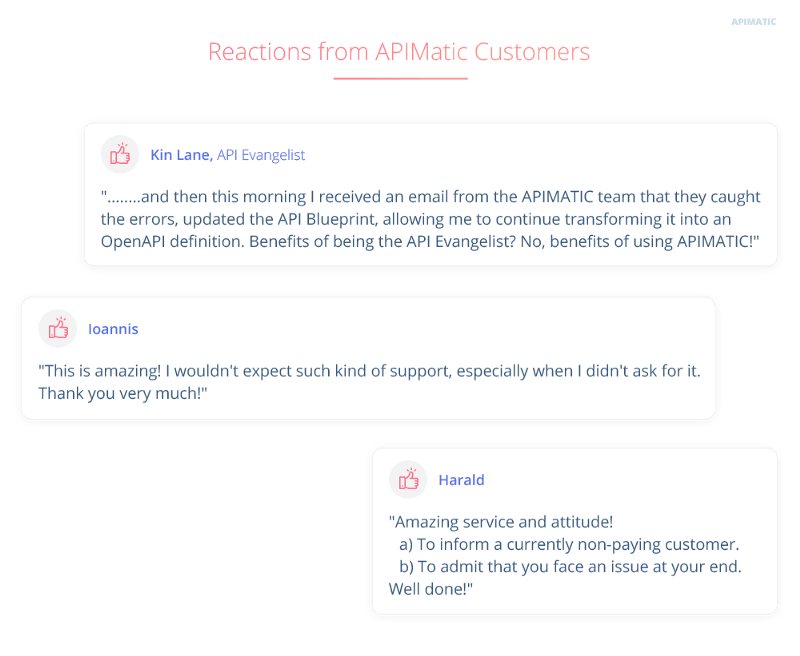 APIMATIC
Reactions from APIMatic Customers
Kin Lane, API Evangelist
"........and then this morning I received an email from the APIMATIC team that they caught
the errors, updated the API Blueprint, allowing me to continue transforming it into an
OpenAPI definition. Benefits of being the API Evangelist? No, benefits of using APIMATIC!"
Ioannis
"This is amazing! I wouldn't expect such kind of support, especially when I didn't ask for it.
Thank you very much!"
Harald
"Amazing service and attitude!
a) To inform a currently non-paying customer.
b) To admit that you face an issue at your end.
Well done!"